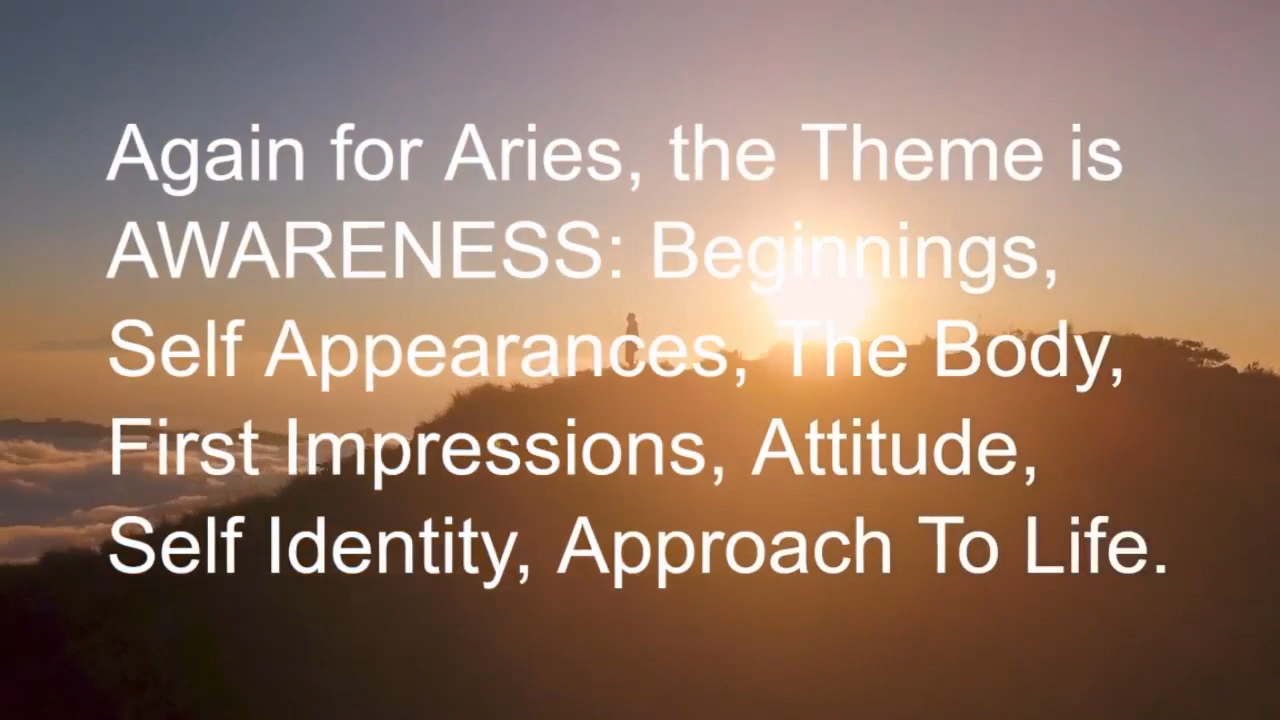 Again for Aries, the Theme is
AWARENESS: Beginnings,
Self Appearances, The Body,
First Impressions, Attitude,
Self Identity, Approach To Life.